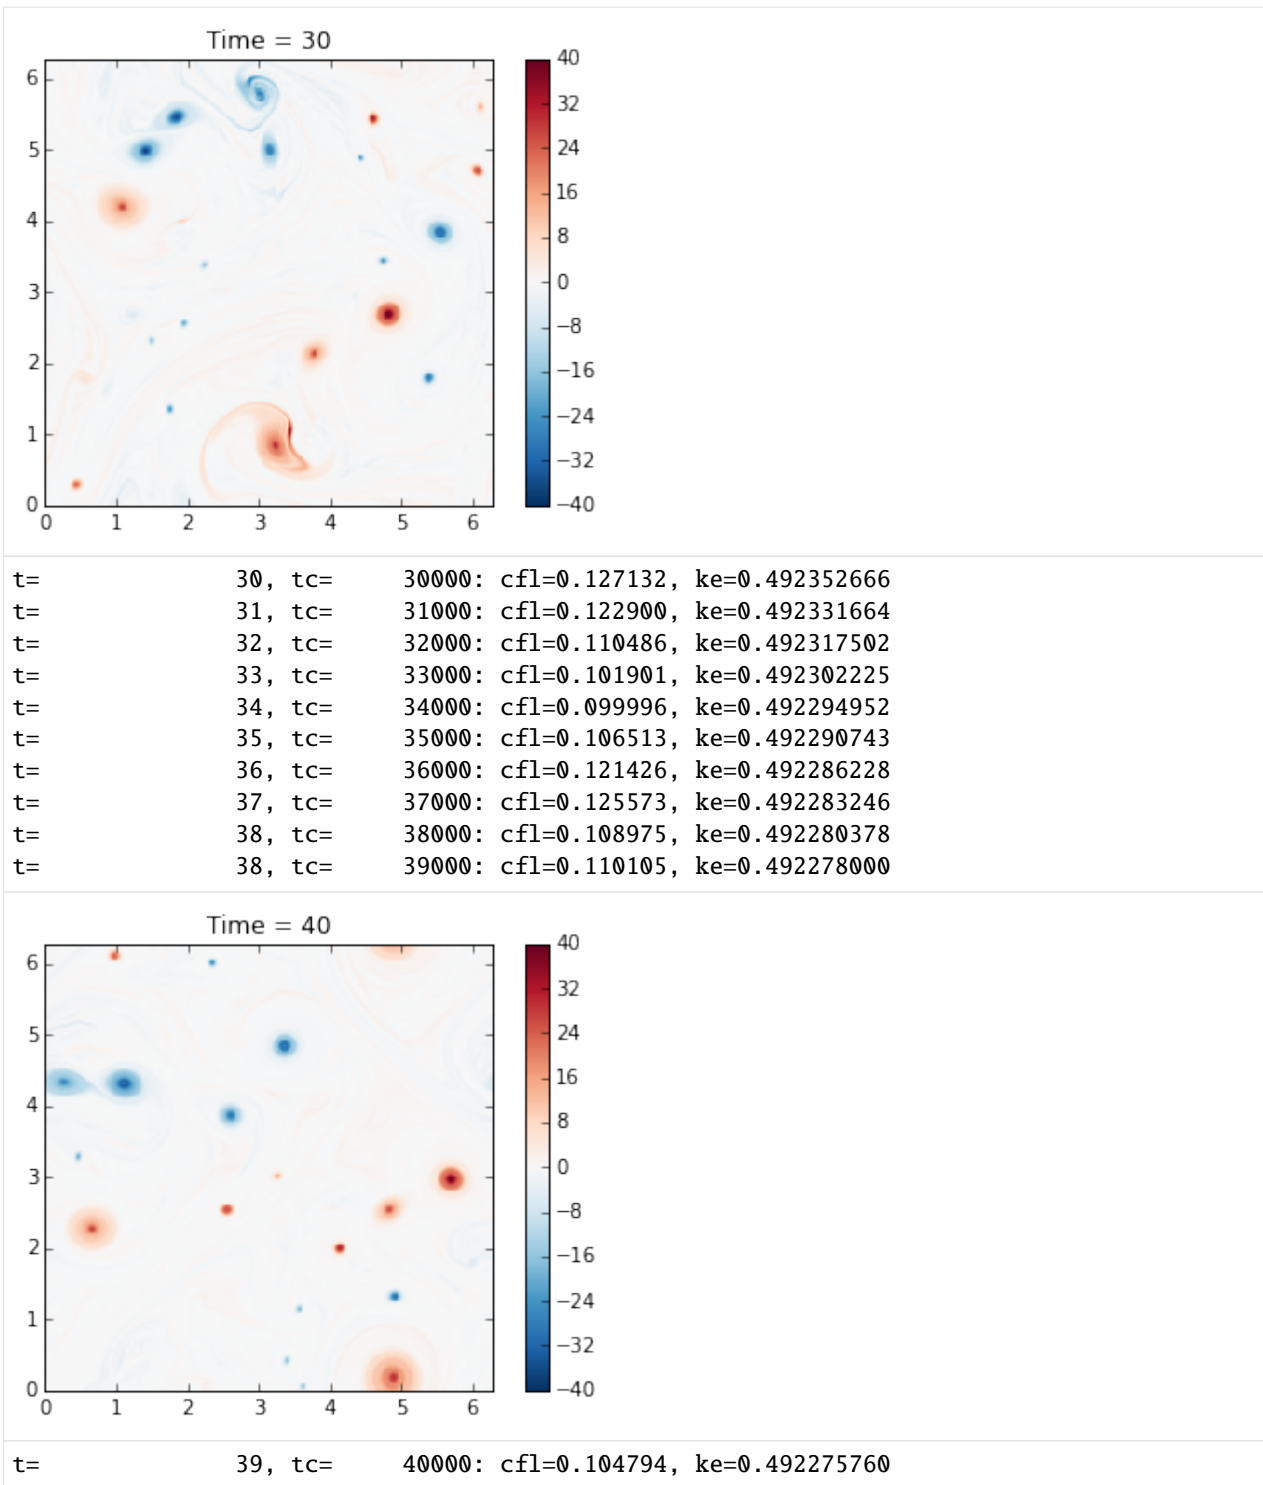 Time = 30
40
32
24
16
8
0
−8
−16
−24
−32
−40
6
5
4
3
2
1
0
0 1 2 3 4 5 6
t= 30, tc= 30000: cfl=0.127132, ke=0.492352666
t= 31, tc= 31000: cfl=0.122900, ke=0.492331664
t= 32, tc= 32000: cfl=0.110486, ke=0.492317502
t= 33, tc= 33000: cfl=0.101901, ke=0.492302225
t= 34, tc= 34000: cfl=0.099996, ke=0.492294952
t= 35, tc= 35000: cfl=0.106513, ke=0.492290743
t= 36, tc= 36000: cfl=0.121426, ke=0.492286228
t= 37, tc= 37000: cfl=0.125573, ke=0.492283246
t= 38, tc= 38000: cfl=0.108975, ke=0.492280378
t= 38, tc= 39000: cfl=0.110105, ke=0.492278000
Time = 40
40
32
24
16
8
0
−8
−16
−24
−32
−40
6
5
4
3
2
1
0
0 1 2 3 4 5 6
t= 39, tc= 40000: cfl=0.104794, ke=0.492275760